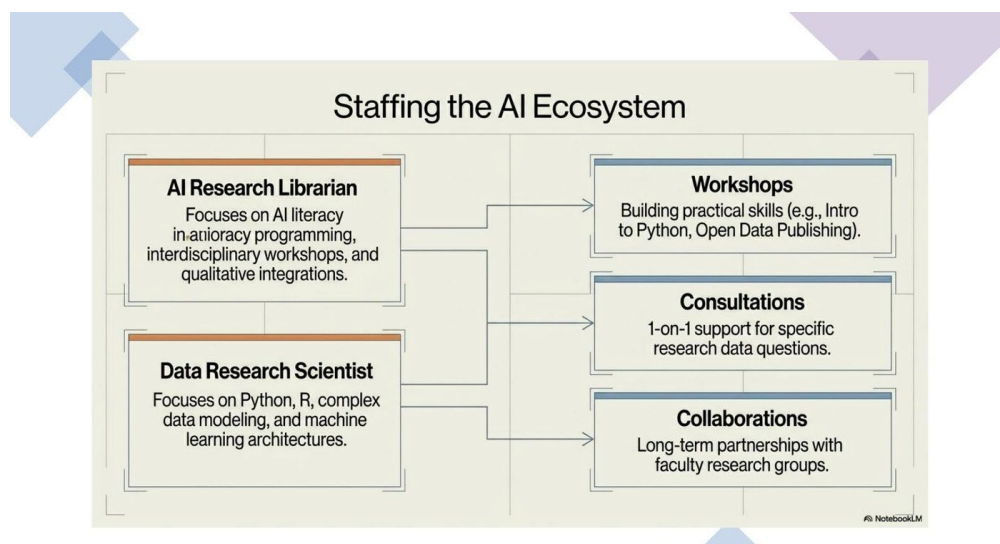 Staffing the AI Ecosystem
AI Research Librarian
Focuses on AI literacy
programming,
interdisciplinary workshops, and
qualitative integrations.
Data Research Scientist
Focuses on Python, R, complex
data modeling, and machine
learning architectures.
Workshops
Building practical skills (e.g., Intro
to Python, Open Data Publishing).
Consultations
1-on-1 support for specific
research data questions.
Collaborations
Long-term partnerships with
faculty research groups.
NotebookLM